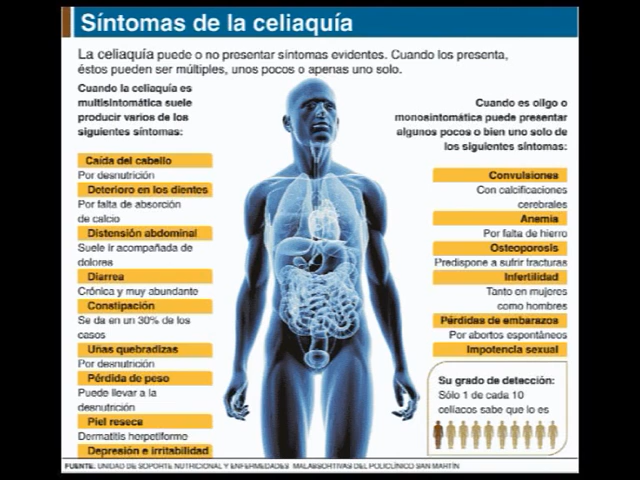 Síntomas de la celiaquía
La celiaquía puede o no presentar síntomas evidentes. Cuando los presenta,
éstos pueden ser múltiples, unos pocos o apenas uno solo.
Cuando la celiaquía es
multisintomática suele
producir varios de los
siguientes síntomas:
Caída del cabello
Por desnutrición
Deterioro en los dientes
Por falta de absorción
de calcio
Distensión abdominal
Suele ir acompañada de
dolores
Diarrea
Crónica y muy abundante
Constipación
Se da en un 30% de los
casos
Uñas quebradizas
Por desnutrición
Pérdida de peso
Puede llevar a la
desnutrición
Piel reseca
Dermatitis herpetiforme
Depresión e irritabilidad
Cuando es oligo o
monosintomática puede presentar
algunos pocos o bien uno solo de
los siguientes síntomas:
Convulsiones
Con calcificaciones
cerebrales
Anemia
Por falta de hierro
Osteoporosis
Predispone a sufrir fracturas
Infertilidad
Tanto en mujeres
como hombres
Pérdidas de embarazos
Por abortos espontáneos
Impotencia sexual
Su grado de detección:
Sólo 1 de cada 10
celíacos sabe que lo es
FUENTE: UNIDAD DE SOPORTE NUTRICIONAL Y ENFERMEDADES MALABSORTIVAS DEL POLICLÍNICO SAN MARTÍN